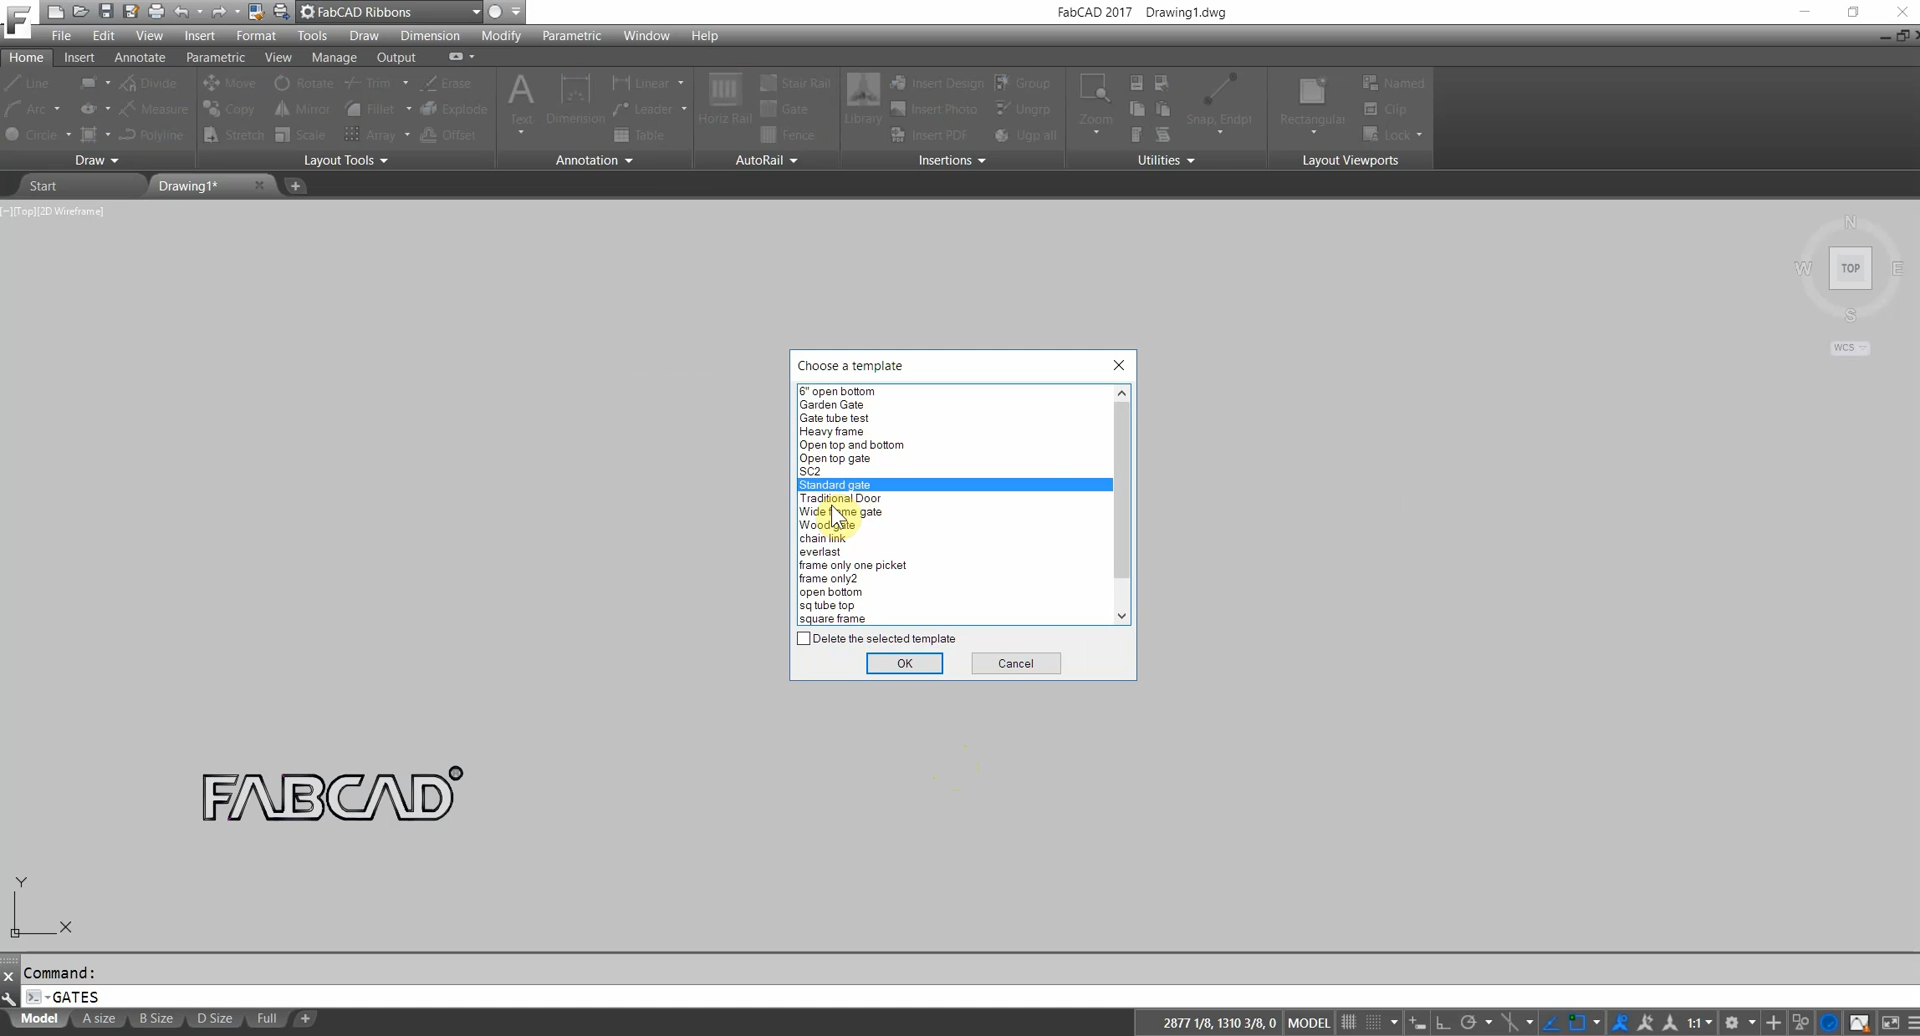 FabCAD Ribbons
FabCAD 2017 Drawing1.dwg
File Edit View Insert Format Tools Draw Dimension Modify Parametric Window Help
Home Insert Annotate Parametric View Manage Output
Line Divide Move Rotate Trim Erase Linear Stair Rail Insert Design Group Named
Arc Measure Copy Mirror Fillet Explode Text Dimension Leader Horiz Rail Gate Library Insert Photo Ungrp Zoom Snap, Endpt Rectangular Clip
Circle Polyline Stretch Scale Array Offset Table Fence Insert PDF Ugp all Lock
Draw Layout Tools Annotation AutoRail Insertions Utilities Layout Viewports
Start Drawing1*
[−][Top][2D Wireframe]
N
W TOP E
S
WCS
Choose a template
6" open bottom
Garden Gate
Gate tube test
Heavy frame
Open top and bottom
Open top gate
SC2
Standard gate
Traditional Door
Wide frame gate
Wood gate
chain link
everlast
frame only one picket
frame only2
open bottom
sq tube top
square frame
Delete the selected template
OK Cancel
FABCAD
Y
X
Command:
GATES
Model A size B Size D Size Full
2877 1/8, 1310 3/8, 0 MODEL 1:1